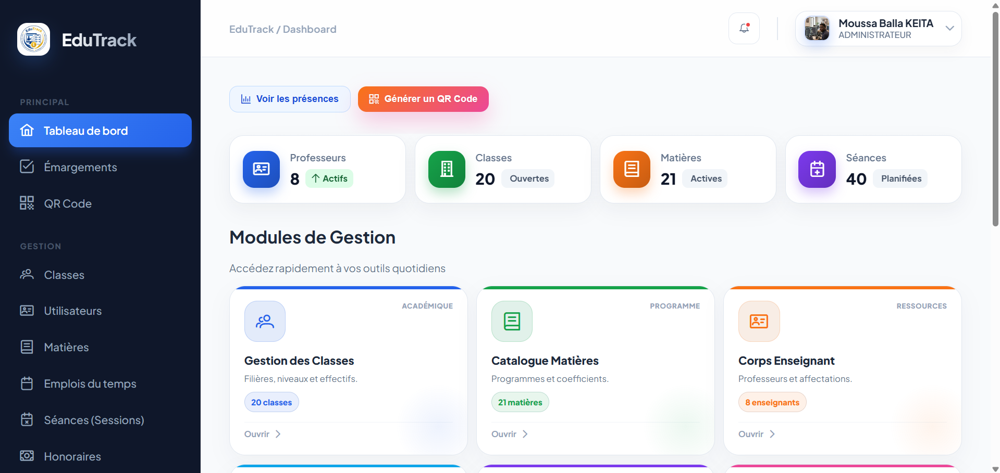 EduTrack
EduTrack
PRINCIPAL
Tableau de bord
Émargements
QR Code
GESTION
Classes
Utilisateurs
Matières
Emplois du temps
Séances (Sessions)
Honoraires
EduTrack / Dashboard
Moussa Balla KEITA
ADMINISTRATEUR
Voir les présences
Générer un QR Code
Professeurs
8 Actifs
Classes
20 Ouvertes
Matières
21 Actives
Séances
40 Planifiées
Modules de Gestion
Accédez rapidement à vos outils quotidiens
ACADÉMIQUE
Gestion des Classes
Filières, niveaux et effectifs.
20 classes
Ouvrir
PROGRAMME
Catalogue Matières
Programmes et coefficients.
21 matières
Ouvrir
RESSOURCES
Corps Enseignant
Professeurs et affectations.
8 enseignants
Ouvrir